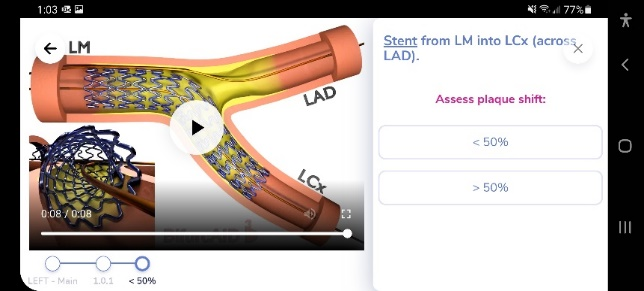 1:03
77%
LM
LAD
LCx
0:08 / 0:08
LEFT - Main
1.0.1
< 50%
Stent from LM into LCx (across
LAD).
Assess plaque shift:
< 50%
> 50%